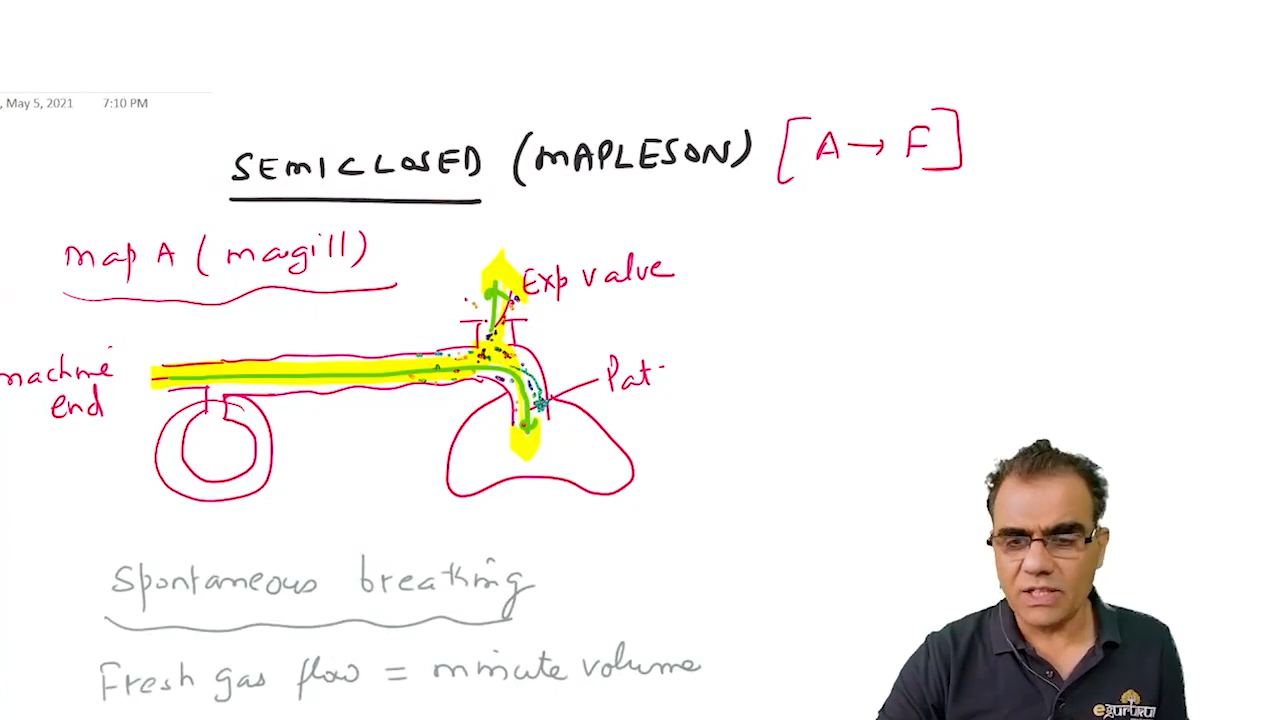 , May 5, 2021 7:10 PM
SEMICLOSED (MAPLESON) [A → F]
Map A (magill)
Exp valve
machine
end
Pat-
Spontaneous breathing
Fresh gas flow = minute volume
egurukul